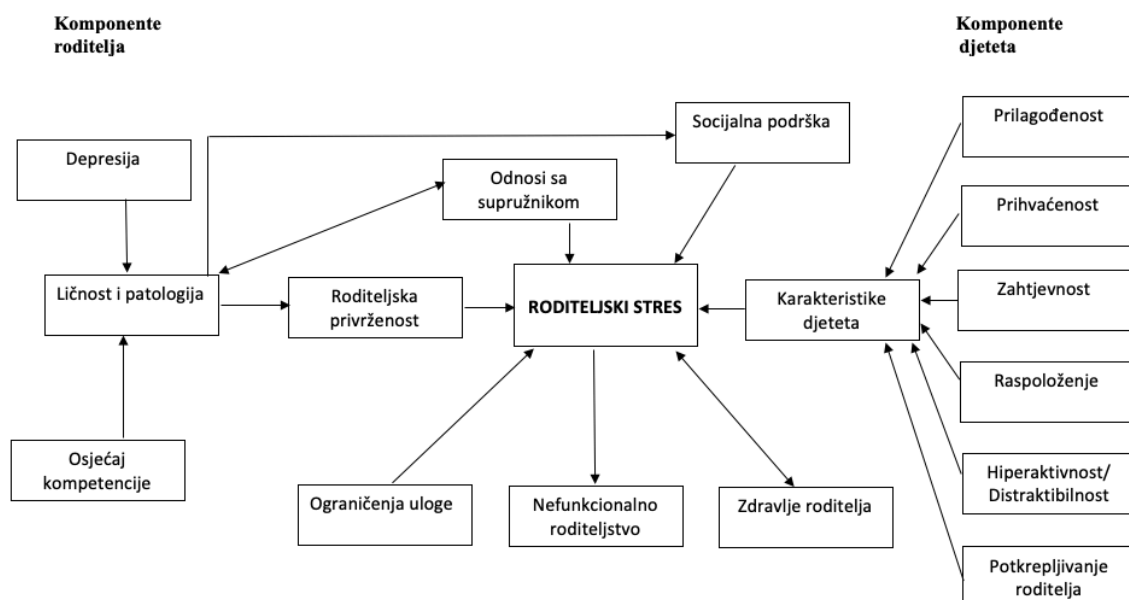 Komponente
roditelja
Komponente
djeteta
Socijalna podrška
Prilagođenost
Depresija
Odnosi sa
supružnikom
Prihvaćenost
Ličnost i patologija
Roditeljska
privrženost
RODITELJSKI STRES
Karakteristike
djeteta
Zahtjevnost
Raspoloženje
Osjećaj
kompetencije
Ograničenja uloge
Nefunkcionalno
roditeljstvo
Zdravlje roditelja
Hiperaktivnost/
Distraktibilnost
Potkrepljivanje
roditelja